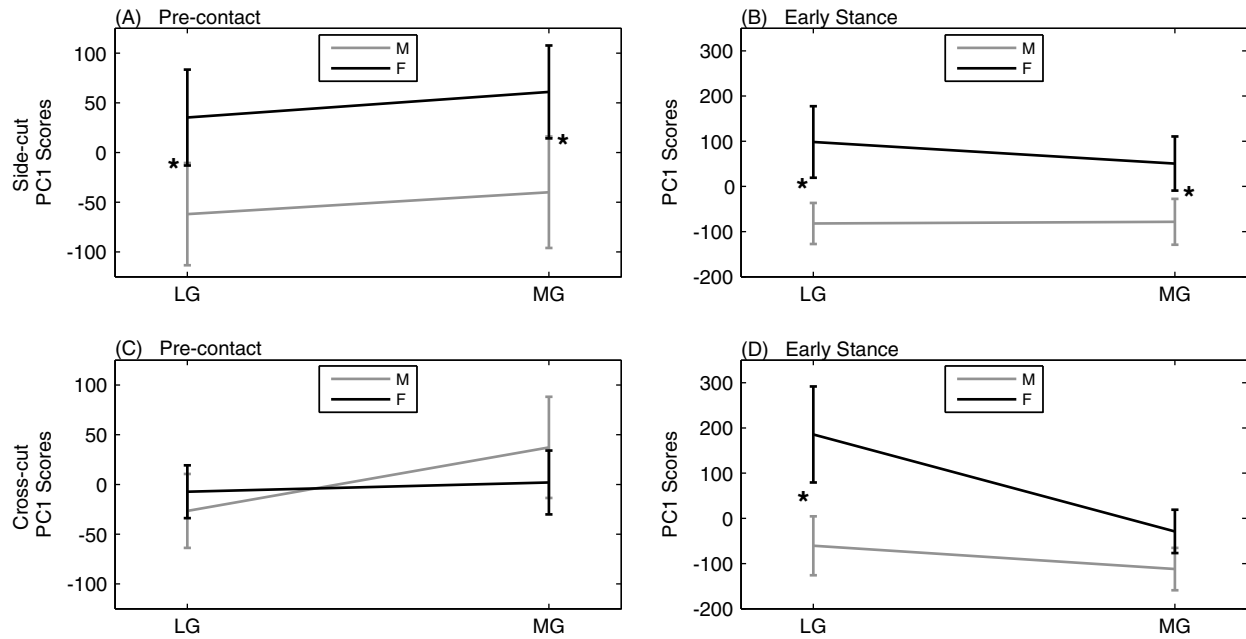 (A) Pre-contact
Side-cut
PC1 Scores
100
50
0
-50
-100
M
F
*
*
LG
MG
(B) Early Stance
PC1 Scores
300
200
100
0
-100
-200
M
F
*
*
LG
MG
(C) Pre-contact
Cross-cut
PC1 Scores
100
50
0
-50
-100
M
F
LG
MG
(D) Early Stance
PC1 Scores
300
200
100
0
-100
-200
M
F
*
LG
MG